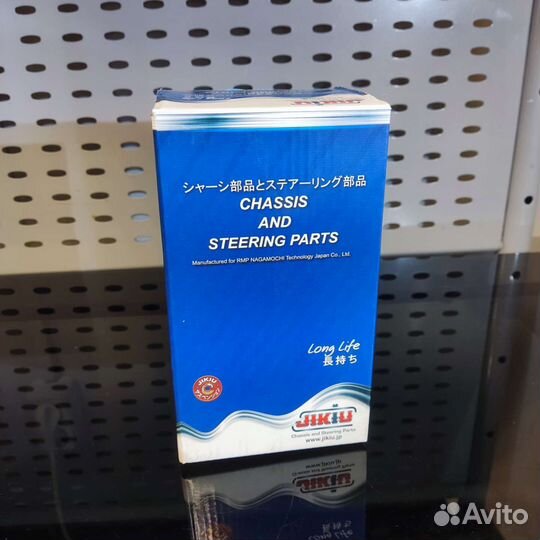 シャーシ部品とステアーリング部品
CHASSIS
AND
STEERING PARTS
Manufactured for RMP NAGAMOCHI Technology Japan Co., Ltd.
Long Life
長持ち
JIKIU
JIKIU
Chassis and Steering Parts
www.jikiu.jp
Avito